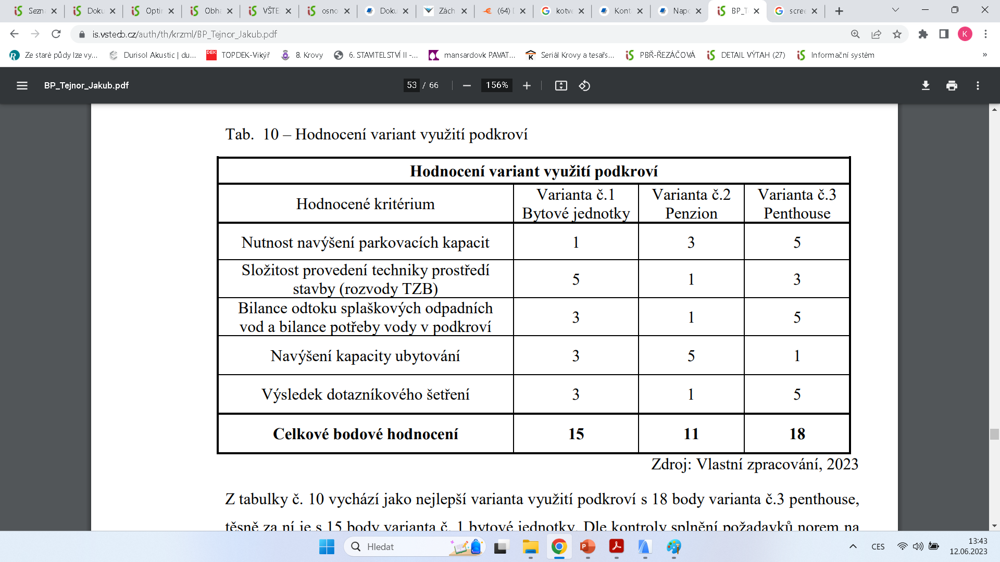 Sezn
Doku
Optir
Obha
VŠTE
osno
Doku
Zách
(64)
kotve
Kont
Napo
BP_T
scree
is.vstecb.cz/auth/th/krzml/BP_Tejnor_Jakub.pdf
K
Ze staré půdy lze vy...
Durisol Akustic | du...
DEK
TOPDEK-Vikýř
8. Krovy
6. STAVITELSTVÍ II -...
mansardovk PAVAT...
Seriál Krovy a tesařs...
PBŘ-ŘEZÁČOVÁ
DETAIL VÝTAH (27)
Informační systém
»
BP_Tejnor_Jakub.pdf
53 / 66
156%
Tab. 10 – Hodnocení variant využití podkroví
Hodnocení variant využití podkroví
Hodnocené kritérium
Varianta č.1
Bytové jednotky
Varianta č.2
Penzion
Varianta č.3
Penthouse
Nutnost navýšení parkovacích kapacit
1
3
5
Složitost provedení techniky prostředí
stavby (rozvody TZB)
5
1
3
Bilance odtoku splaškových odpadních
vod a bilance potřeby vody v podkroví
3
1
5
Navýšení kapacity ubytování
3
5
1
Výsledek dotazníkového šetření
3
1
5
Celkové bodové hodnocení
15
11
18
Zdroj: Vlastní zpracování, 2023
Z tabulky č. 10 vychází jako nejlepší varianta využití podkroví s 18 body varianta č.3 penthouse,
těsně za ní je s 15 body varianta č. 1 bytové jednotky. Dle kontroly splnění požadavků norem na
Hledat
CES
13:43
12.06.2023